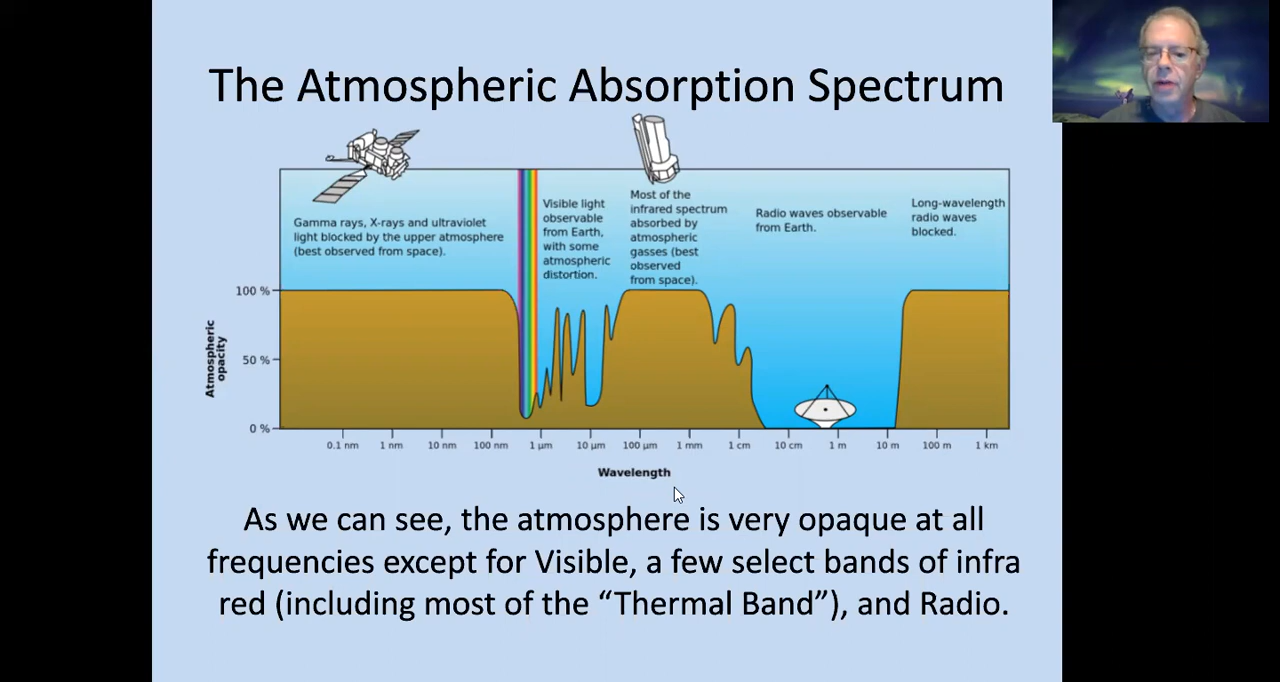 The Atmospheric Absorption Spectrum
Gamma rays, X-rays and ultraviolet
light blocked by the upper atmosphere
(best observed from space).
Visible light
observable
from Earth,
with some
atmospheric
distortion.
Most of the
infrared spectrum
absorbed by
atmospheric
gasses (best
observed
from space).
Radio waves observable
from Earth.
Long-wavelength
radio waves
blocked.
Atmospheric
opacity
100 %
50 %
0 %
0.1 nm 1 nm 10 nm 100 nm 1 μm 10 μm 100 μm 1 mm 1 cm 10 cm 1 m 10 m 100 m 1 km
Wavelength
As we can see, the atmosphere is very opaque at all
frequencies except for Visible, a few select bands of infra
red (including most of the “Thermal Band”), and Radio.